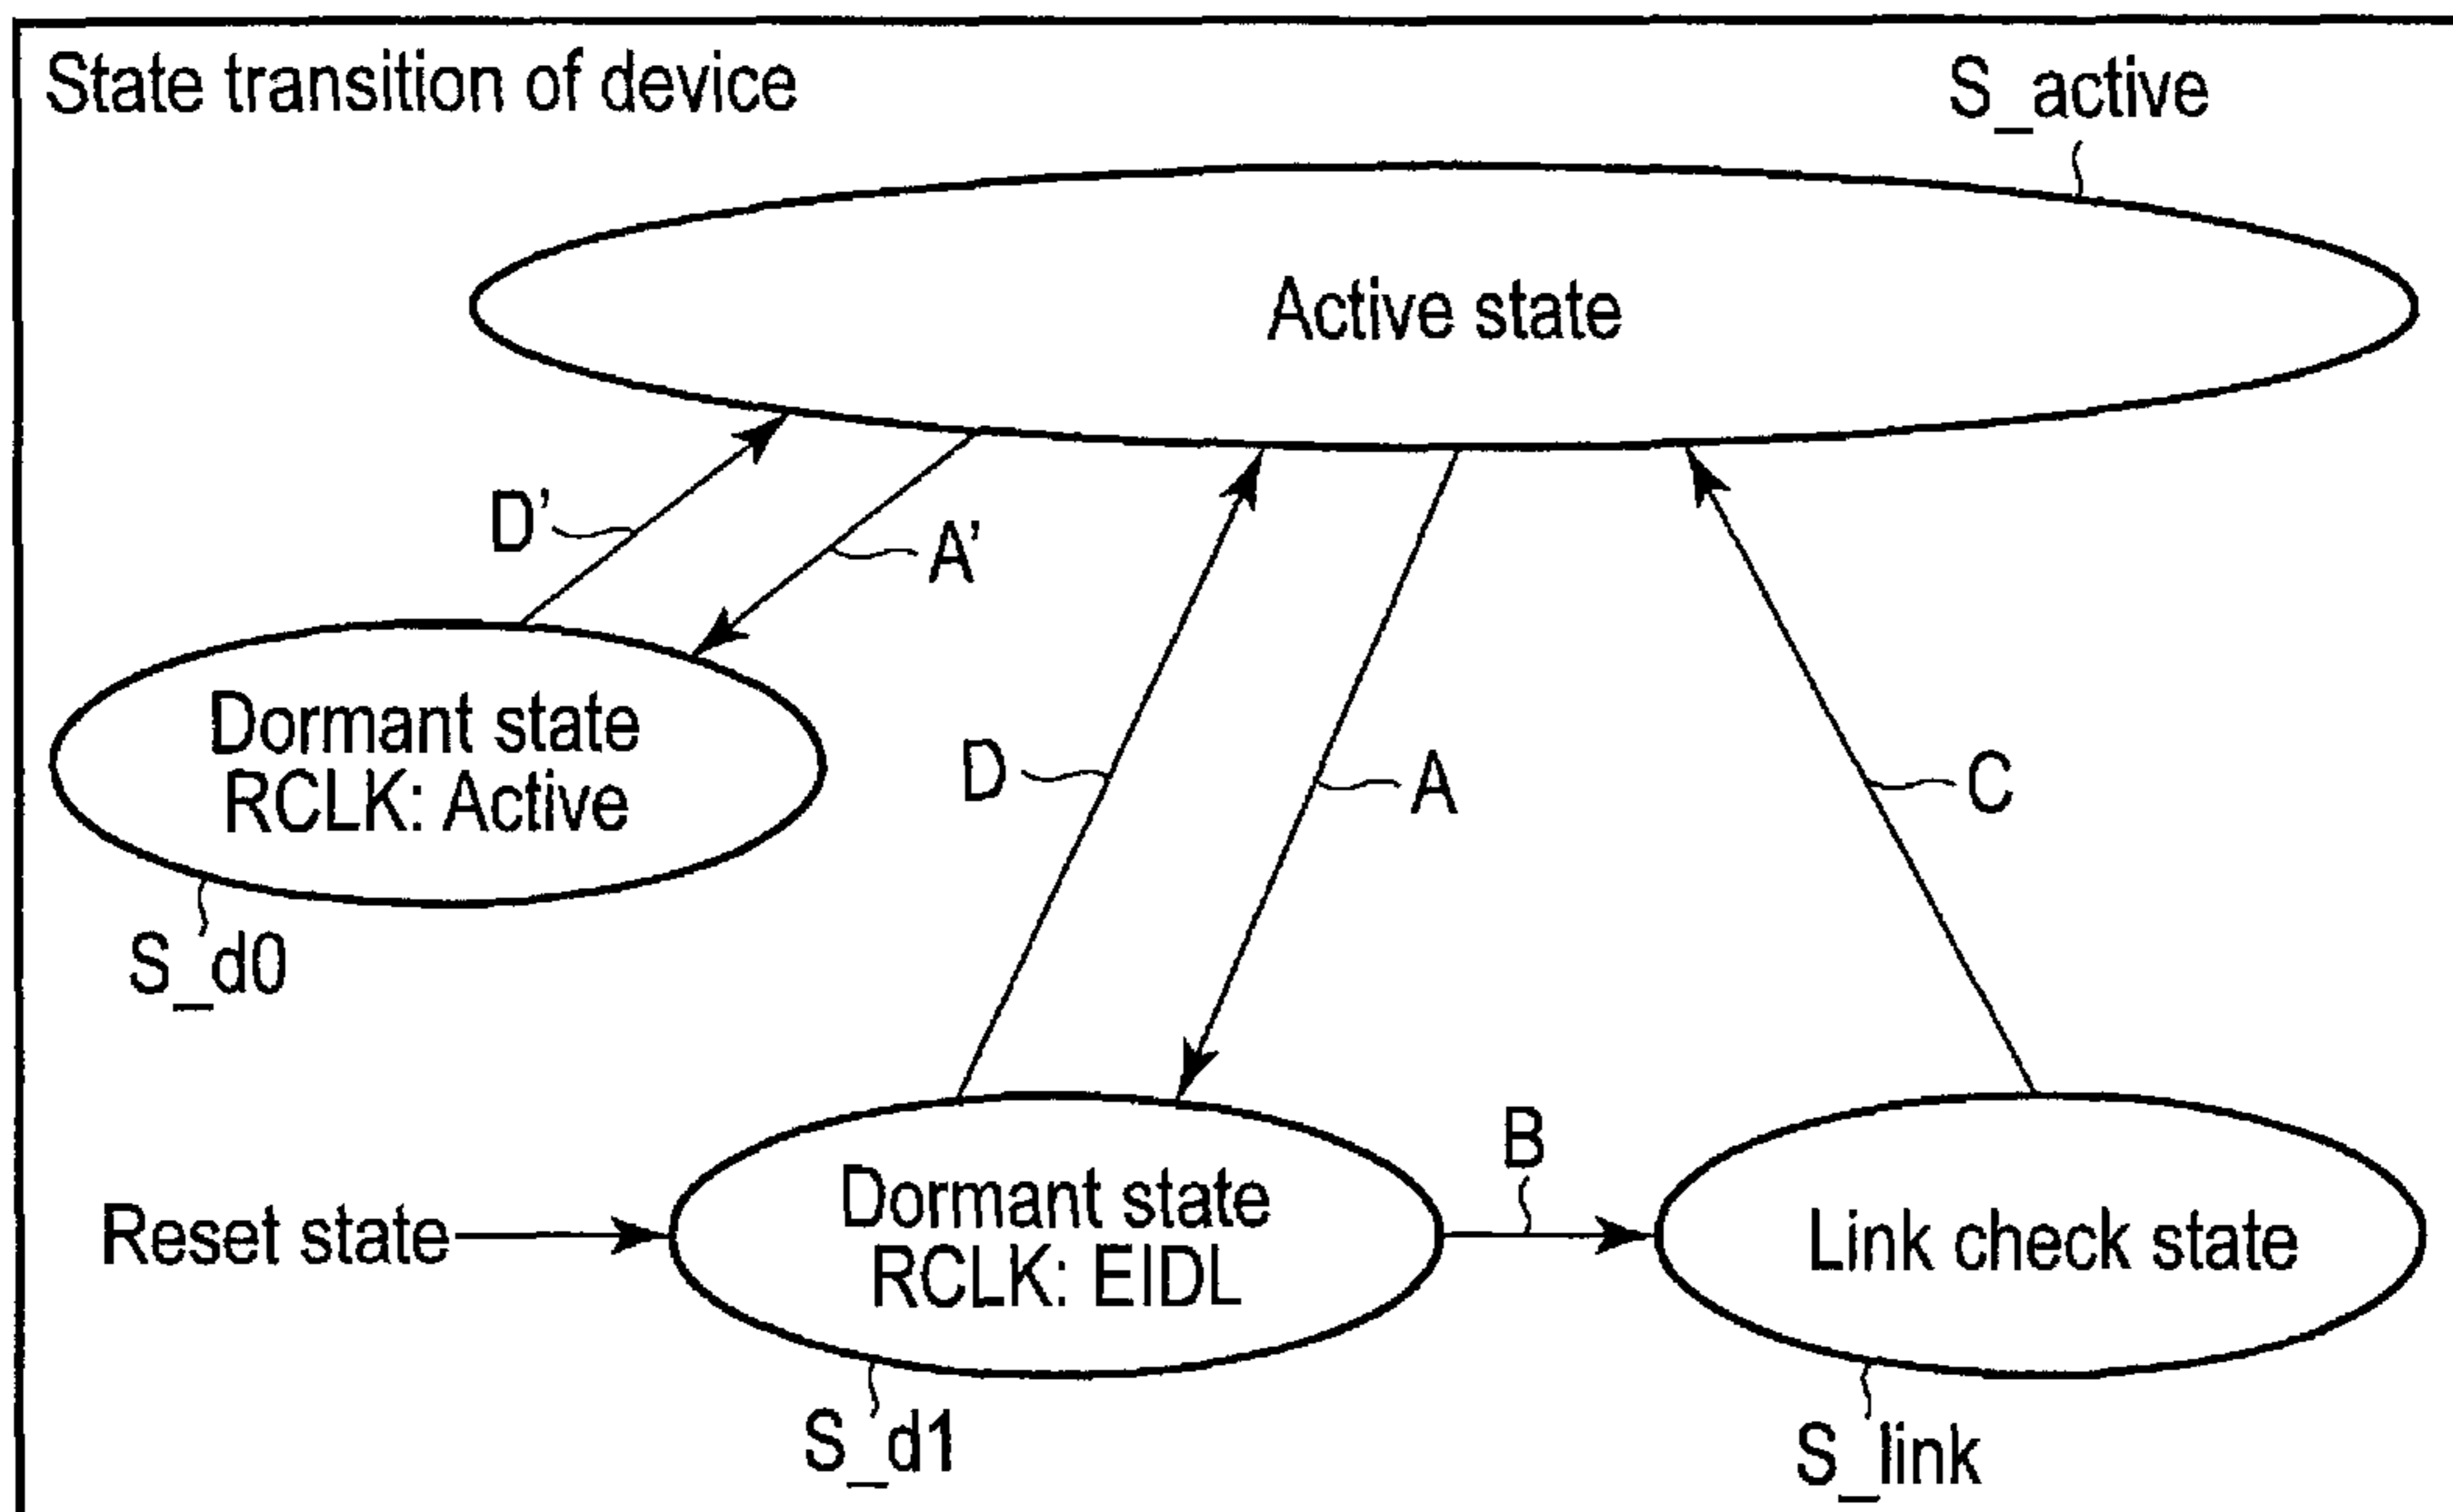 State transition of device
S_active
Active state
D'
A'
Dormant state
RCLK: Active
D
A
C
S_d0
B
Dormant state
RCLK: EIDL
Reset state
Link check state
S_d1
S_link